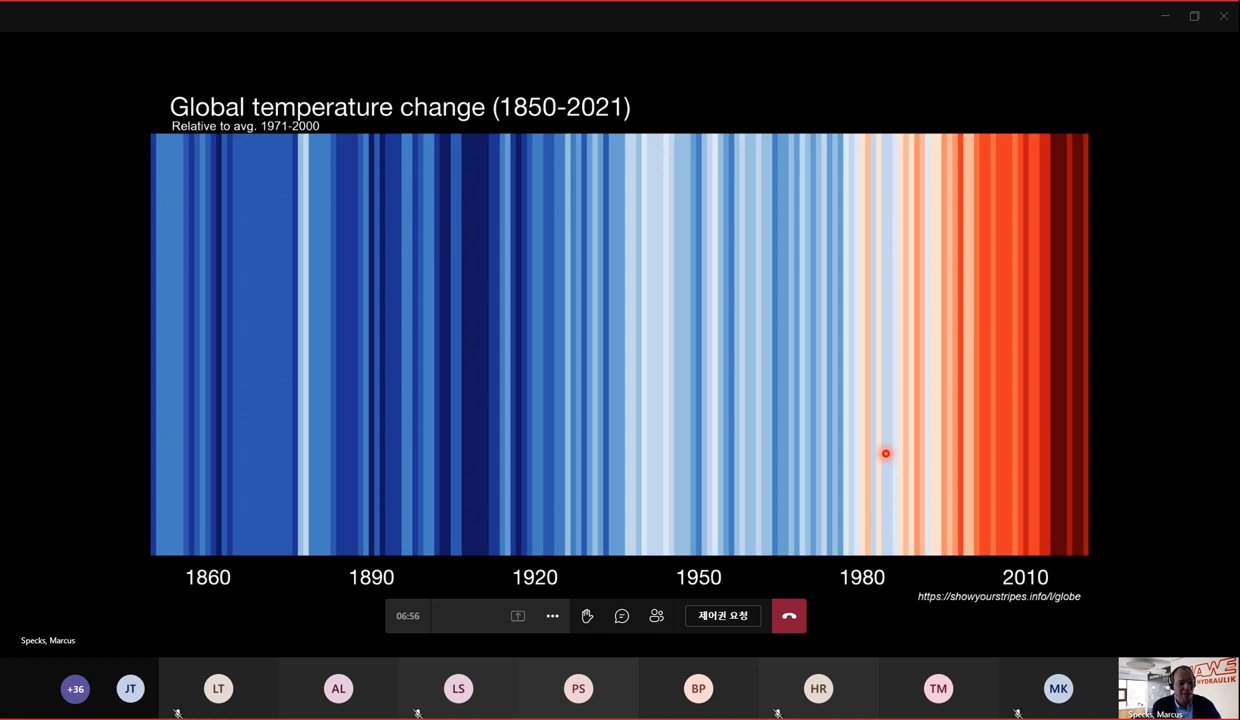 Global temperature change (1850-2021)
Relative to avg. 1971-2000
1860 1890 1920 1950 1980 2010
https://showyourstripes.info/l/globe
06:56
제어권 요청
Specks, Marcus
+36 JT LT AL LS PS BP HR TM MK
AWE
HYDRAULIK
Specks, Marcus